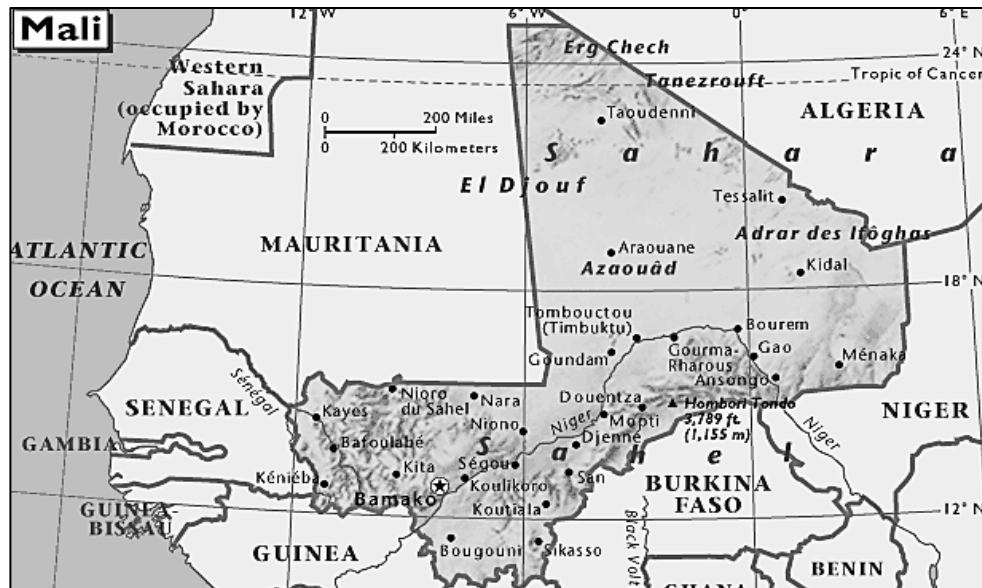 Mali
12°W
6°W
0°
6°E
Erg Chech
24°N
Western
Sahara
(occupied by
Morocco)
Tanezrouft
Tropic of Cancer
0 200 Miles
0 200 Kilometers
Taoudenni
ALGERIA
Sahara
El Djouf
Tessalit
MAURITANIA
Adrar des Ifôghas
ATLANTIC
OCEAN
Araouane
Azaouâd
Kidal
18°N
Tombouctou
(Timbuktu)
Bourem
Goundam
Gourma-
Rharous
Gao
Ménaka
Ansongo
Sénégal
Nioro
du Sahel
Nara
Douentza
Hombori Tondo
3,789 ft.
(1,155 m)
SENEGAL
Kayes
Niono
Niger
Mopti
Niger
NIGER
GAMBIA
Bafoulabé
Djenné
Sahel
Kéniéba
Kita
Ségou
San
BURKINA
FASO
Bamako
Koulikoro
GUINEA-
BISSAU
Koutiala
12°N
GUINEA
Bougouni
Sikasso
Black Volta
BENIN
GHANA